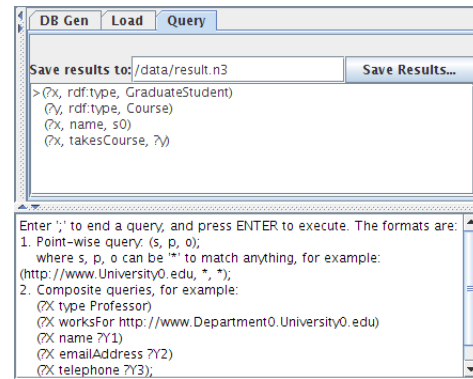 DB Gen Load Query
Save results to: /data/result.n3 Save Results...
>(?x, rdf:type, GraduateStudent)
(?y, rdf:type, Course)
(?x, name, s0)
(?x, takesCourse, ?y)
Enter ';' to end a query, and press ENTER to execute. The formats are:
1. Point-wise query: (s, p, o);
where s, p, o can be '*' to match anything, for example:
(http://www.University0.edu, *, *);
2. Composite queries, for example:
(?X type Professor)
(?X worksFor http://www.Department0.University0.edu)
(?X name ?Y1)
(?X emailAddress ?Y2)
(?X telephone ?Y3);